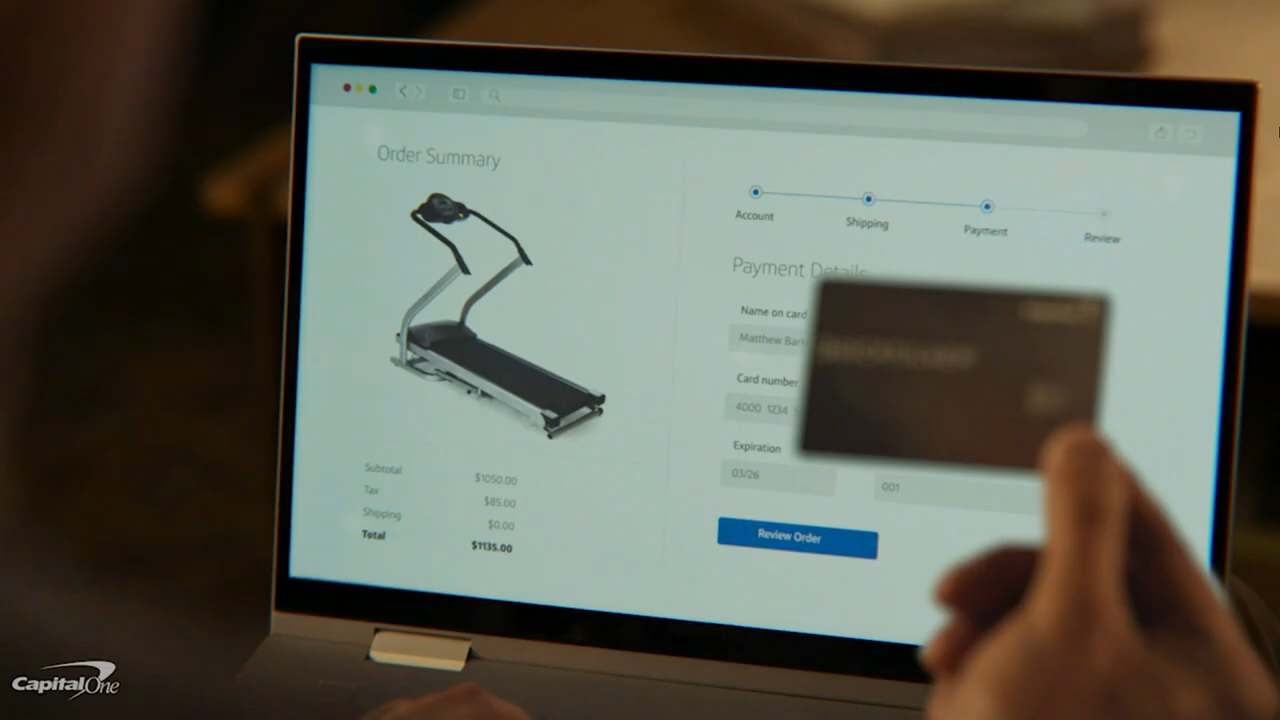 Order Summary
Account
Shipping
Payment
Review
Payment Details
Name on card
Matthew
Card number
4000 1234
Expiration
03/26
001
Review Order
Subtotal $1050.00
Tax $85.00
Shipping $0.00
Total $1135.00
Capital One